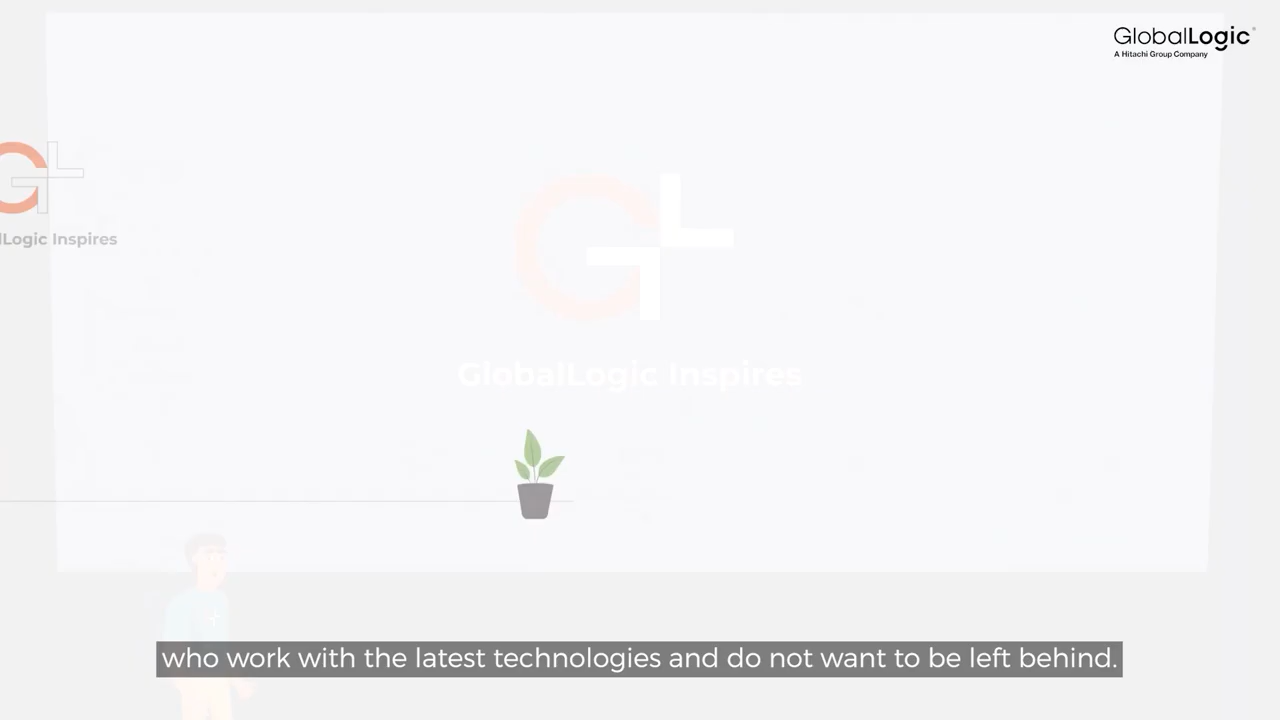 GlobalLogic
A Hitachi Group Company
lLogic Inspires
GlobalLogic Inspires
who work with the latest technologies and do not want to be left behind.